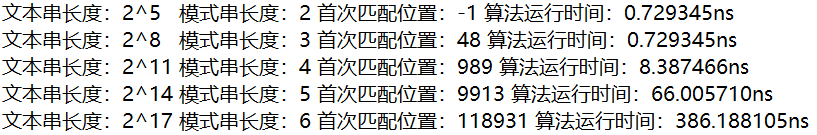 文本串长度：2^5 模式串长度：2 首次匹配位置：-1 算法运行时间：0.729345ns
文本串长度：2^8 模式串长度：3 首次匹配位置：48 算法运行时间：0.729345ns
文本串长度：2^11 模式串长度：4 首次匹配位置：989 算法运行时间：8.387466ns
文本串长度：2^14 模式串长度：5 首次匹配位置：9913 算法运行时间：66.005710ns
文本串长度：2^17 模式串长度：6 首次匹配位置：118931 算法运行时间：386.188105ns